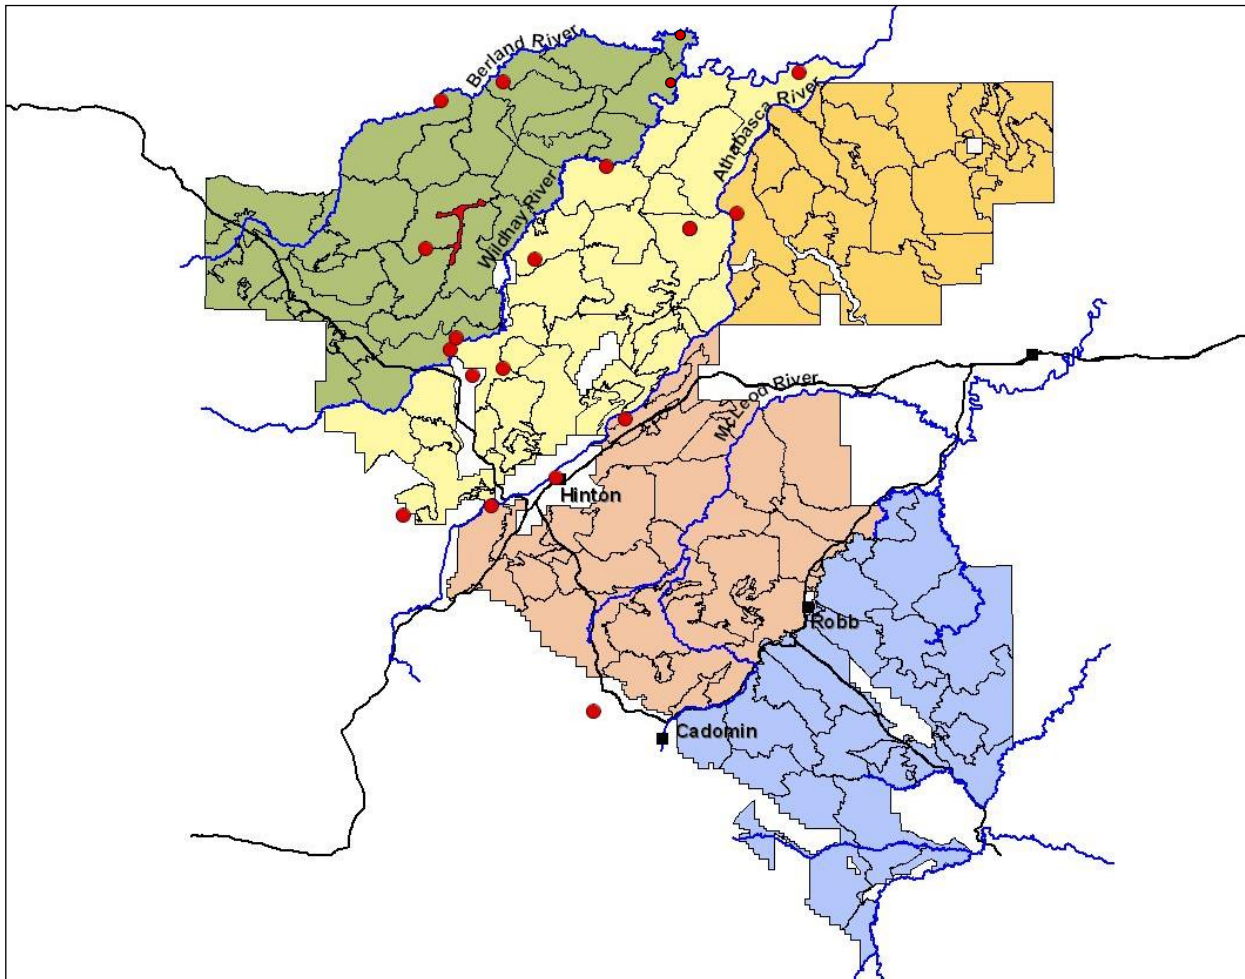 Berland River
Athabasca River
Wildhay River
McLeod River
Hinton
Robb
Cadomin